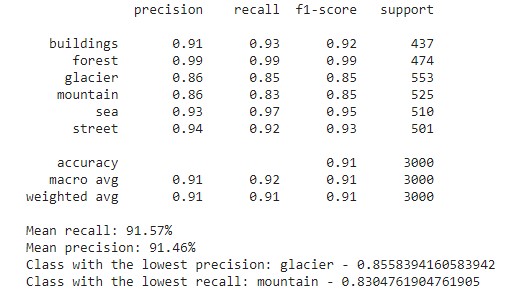 precision recall f1-score support
buildings 0.91 0.93 0.92 437
forest 0.99 0.99 0.99 474
glacier 0.86 0.85 0.85 553
mountain 0.86 0.83 0.85 525
sea 0.93 0.97 0.95 510
street 0.94 0.92 0.93 501
accuracy 0.91 3000
macro avg 0.91 0.92 0.91 3000
weighted avg 0.91 0.91 0.91 3000
Mean recall: 91.57%
Mean precision: 91.46%
Class with the lowest precision: glacier - 0.8558394160583942
Class with the lowest recall: mountain - 0.8304761904761905